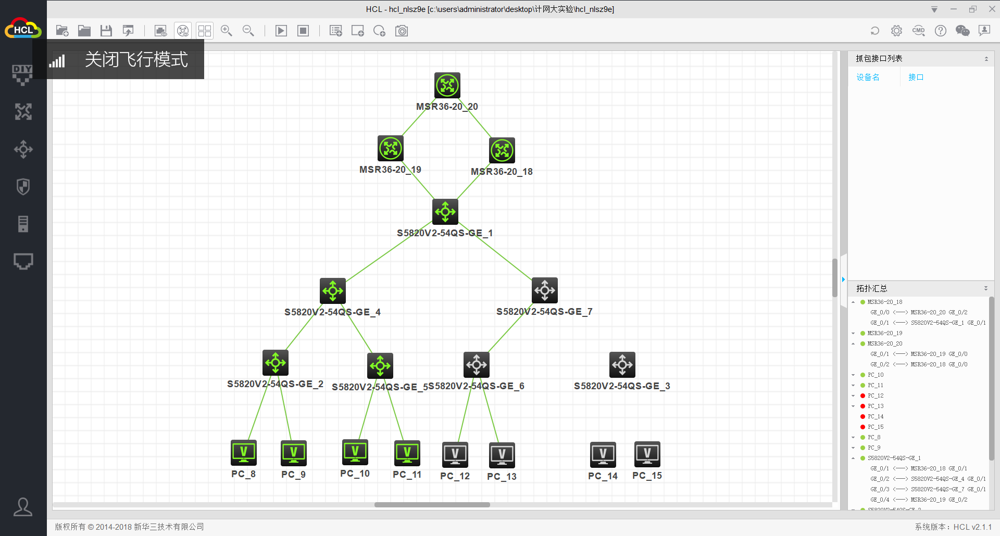 HCL - hcl_nlsz9e [c:\users\administrator\desktop\计网大实验\hcl_nlsz9e]
HCL
CMD
关闭飞行模式
DIY
MSR36-20_20
MSR36-20_19
MSR36-20_18
S5820V2-54QS-GE_1
S5820V2-54QS-GE_4
S5820V2-54QS-GE_7
S5820V2-54QS-GE_2
S5820V2-54QS-GE_5
S5820V2-54QS-GE_6
S5820V2-54QS-GE_3
V
V
V
V
V
V
V
V
PC_8
PC_9
PC_10
PC_11
PC_12
PC_13
PC_14
PC_15
抓包接口列表
设备名
接口
拓扑汇总
MSR36-20_18
GE_0/0 <---> MSR36-20_20 GE_0/2
GE_0/1 <---> S5820V2-54QS-GE_1 GE_0/1
MSR36-20_19
MSR36-20_20
GE_0/1 <---> MSR36-20_19 GE_0/0
GE_0/2 <---> MSR36-20_18 GE_0/0
PC_10
PC_11
PC_12
PC_13
PC_14
PC_15
PC_8
PC_9
S5820V2-54QS-GE_1
GE_0/1 <---> MSR36-20_18 GE_0/1
GE_0/2 <---> S5820V2-54QS-GE_4 GE_0/1
GE_0/3 <---> S5820V2-54QS-GE_7 GE_0/1
GE_0/4 <---> MSR36-20_19 GE_0/2
S5820V2-54QS-GE_2
版权所有 © 2014-2018 新华三技术有限公司
系统版本：HCL v2.1.1